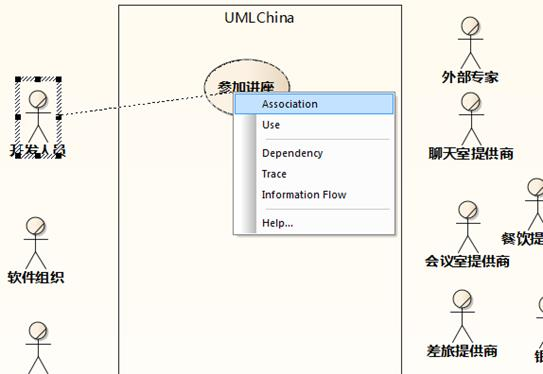 UMLChina
参加讲座
Association
Use
Dependency
Trace
Information Flow
Help...
开发人员
软件组织
外部专家
聊天室提供商
会议室提供商
餐饮提
差旅提供商